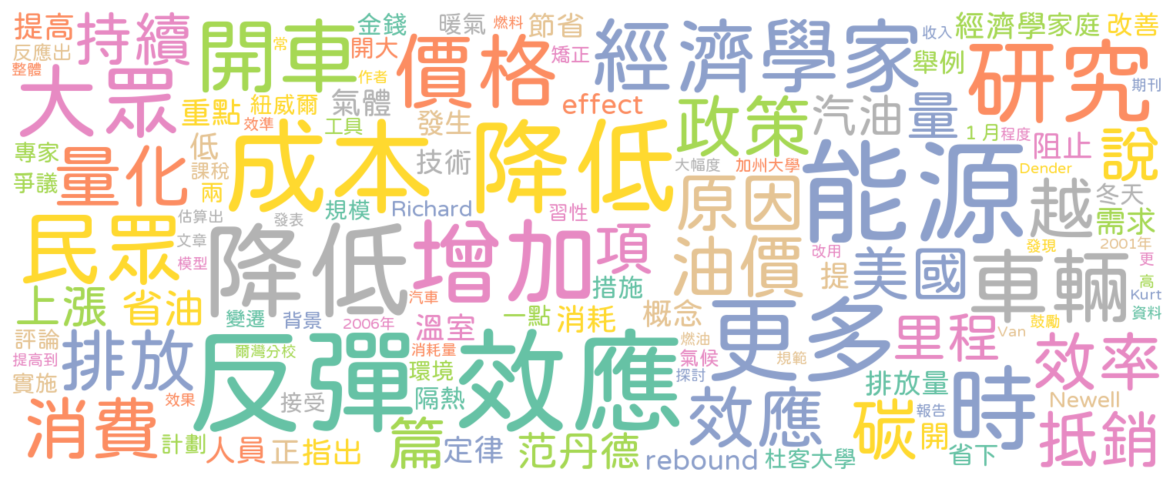 提高 持續 開車 金錢 暖氣 燃料 節省 經濟學家 收入 經濟學家庭 改善
反應出 常 開大 價格 矯正 舉例 研究 期刊
整體 大眾 作者
重點 紐威爾 氣體 effect 政策 汽油 量
效率 工具 發生 1 月 程度 阻止 說
專家 量化 低 成本 降低 技術 大幅度 加州大學 能源 Dender
爭議 課稅 兩 原因 越 冬天
估算出 規模 Richard 習性 需求
民眾 文章 發表 降低 增加 項 油價 改用 美國 發現 2001年 更
模型 提 車輛 高
上漲 省油 汽車 措施 Kurt
變遷 背景 2006年 溫室 一點 消耗 概念 更多 鼓勵 資料
評論 排放 反彈 效應 燃油 里程 Van 效率
提高到 爾灣分校 消耗量 氣候 規範
實施 環境 探討 排放量 時
消費 效果 接受 隔熱 效應 碳 報告 Newell 抵銷
計劃 人員 正 指出 篇 定律 范丹德 rebound 杜客大學 開 省下